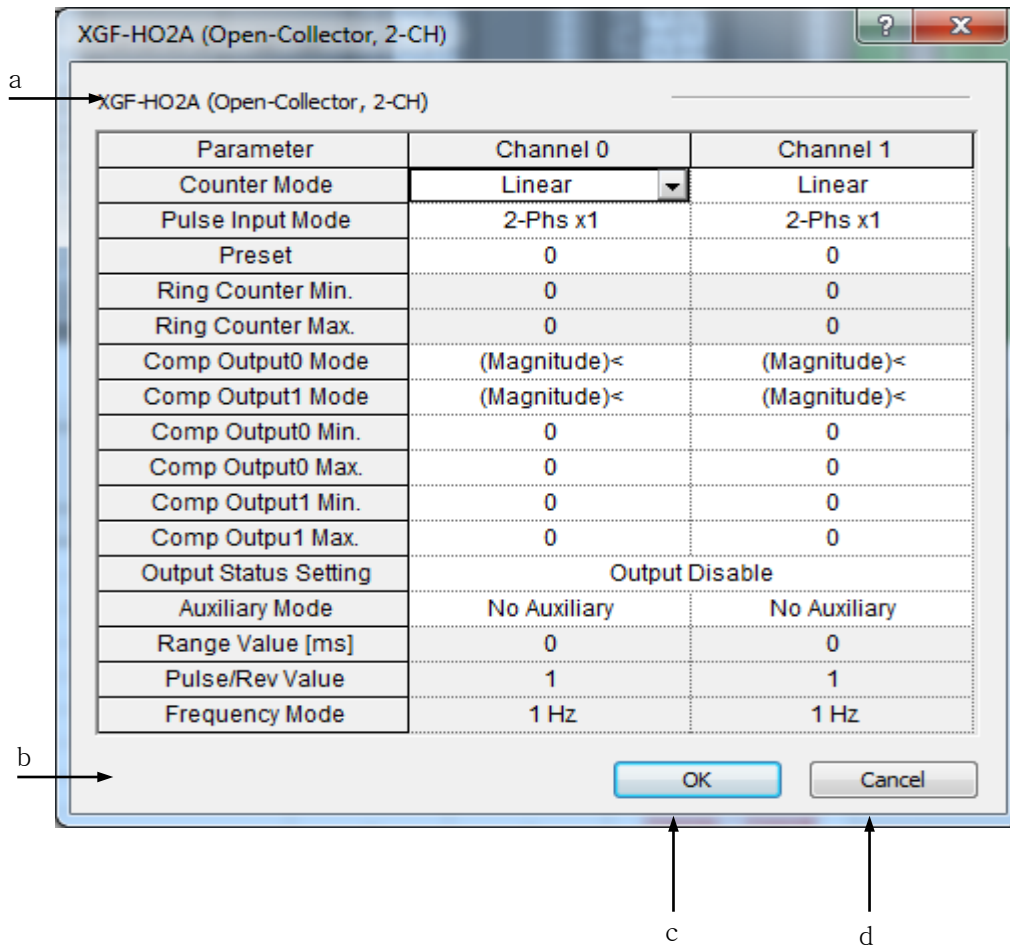 XGF-HO2A (Open-Collector, 2-CH)
? X
a
XGF-HO2A (Open-Collector, 2-CH)
Parameter Channel 0 Channel 1
Counter Mode Linear Linear
Pulse Input Mode 2-Phs x1 2-Phs x1
Preset 0 0
Ring Counter Min. 0 0
Ring Counter Max. 0 0
Comp Output0 Mode (Magnitude)< (Magnitude)<
Comp Output1 Mode (Magnitude)< (Magnitude)<
Comp Output0 Min. 0 0
Comp Output0 Max. 0 0
Comp Output1 Min. 0 0
Comp Outpu1 Max. 0 0
Output Status Setting Output Disable
Auxiliary Mode No Auxiliary No Auxiliary
Range Value [ms] 0 0
Pulse/Rev Value 1 1
Frequency Mode 1 Hz 1 Hz
b
OK Cancel
c d